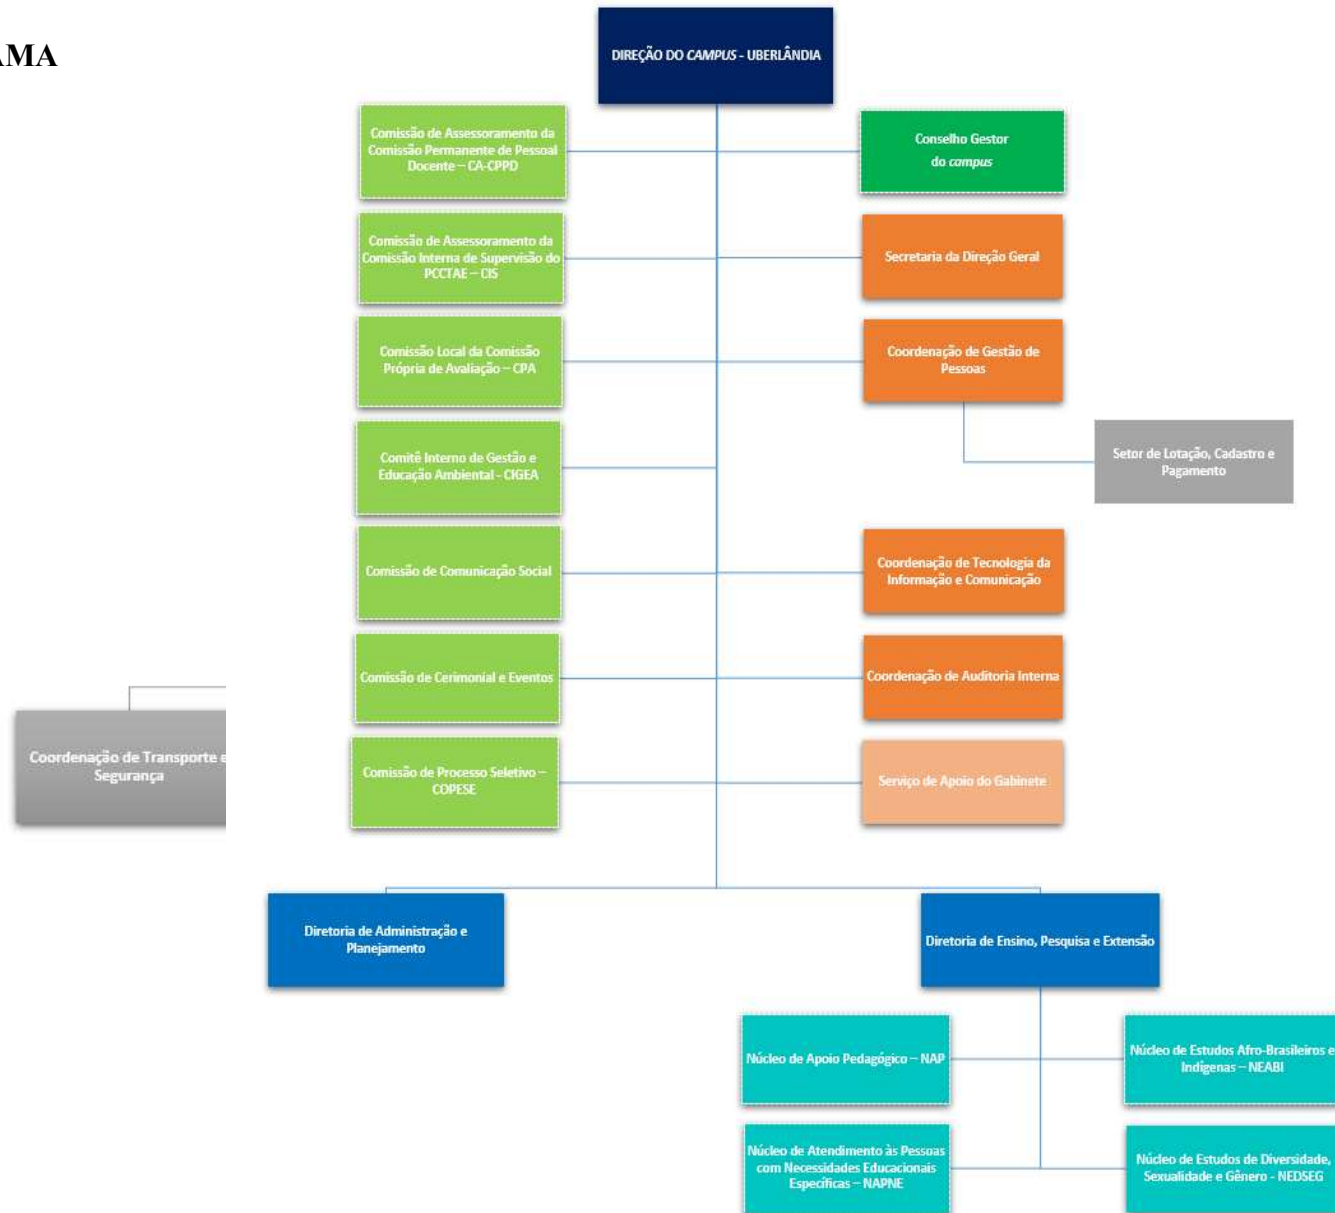 AMA
DIREÇÃO DO CAMPUS - UBERLÂNDIA
Comissão de Assessoramento da
Comissão Permanente de Pessoal
Docente – CA-CPPD
Conselho Gestor
do campus
Comissão de Assessoramento da
Comissão Interna de Supervisão do
PCCTAE – CIS
Secretaria da Direção Geral
Comissão Local da Comissão
Própria de Avaliação – CPA
Coordenação de Gestão de
Pessoas
Comitê Interno de Gestão e
Educação Ambiental - CIGEA
Setor de Lotação, Cadastro e
Pagamento
Comissão de Comunicação Social
Coordenação de Tecnologia da
Informação e Comunicação
Comissão de Cerimonial e Eventos
Coordenação de Auditoria Interna
Coordenação de Transporte e
Segurança
Comissão de Processo Seletivo –
COPESE
Serviço de Apoio do Gabinete
Diretoria de Administração e
Planejamento
Diretoria de Ensino, Pesquisa e Extensão
Núcleo de Apoio Pedagógico – NAP
Núcleo de Estudos Afro-Brasileiros e
Indígenas – NEABI
Núcleo de Atendimento às Pessoas
com Necessidades Educacionais
Específicas – NAPNE
Núcleo de Estudos de Diversidade,
Sexualidade e Gênero - NEDSEG